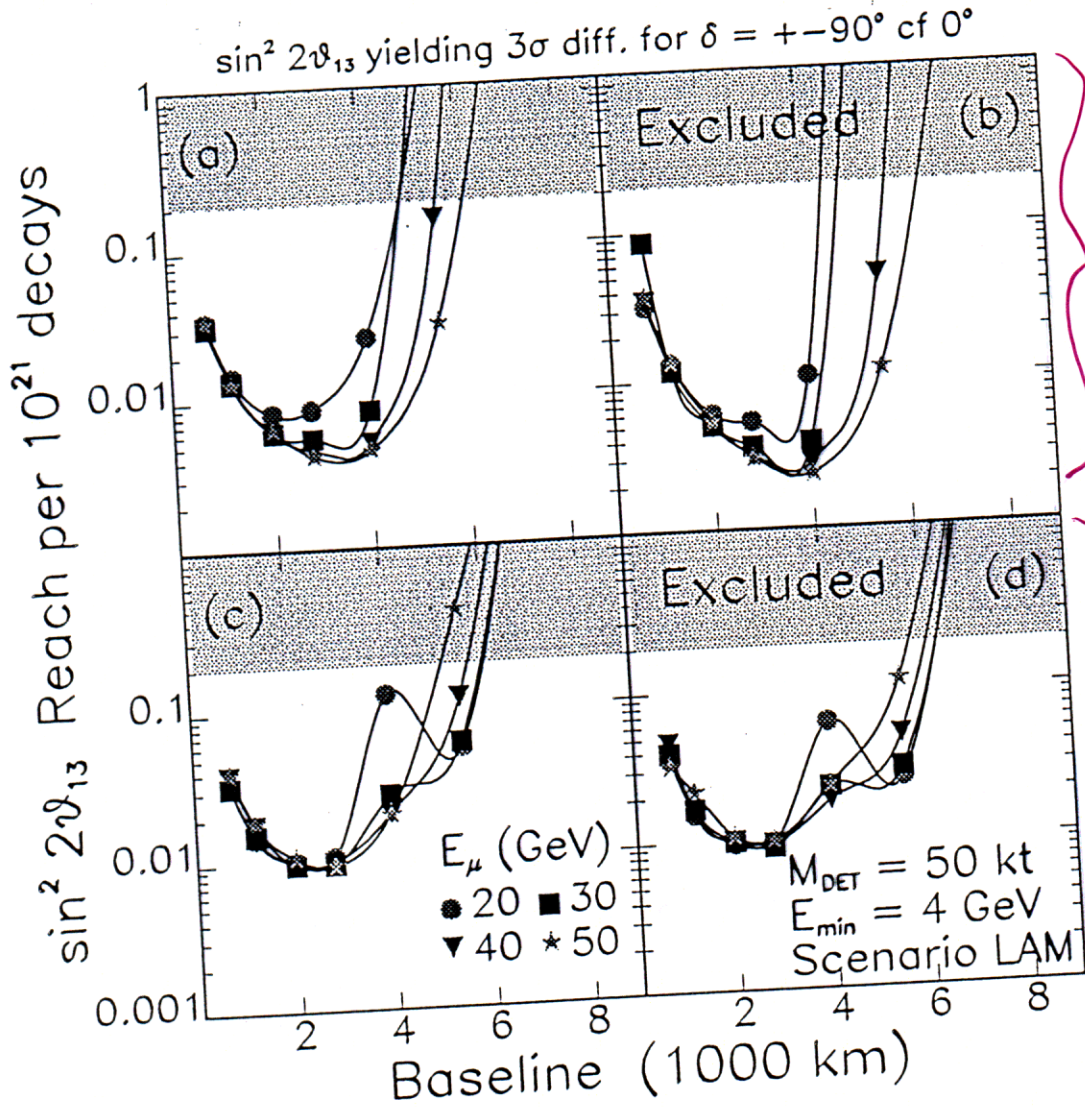 sin² 2ϑ₁₃ yielding 3σ diff. for δ = +−90° cf 0°
sin² 2ϑ₁₃ Reach per 10²¹ decays
1
0.1
0.01
0.1
0.01
0.001
(a)
Excluded (b)
(c)
Excluded (d)
E_μ (GeV)
20 30
40 50
M_DET = 50 kt
E_min = 4 GeV
Scenario LAM
2 4 6 8 2 4 6 8
Baseline (1000 km)